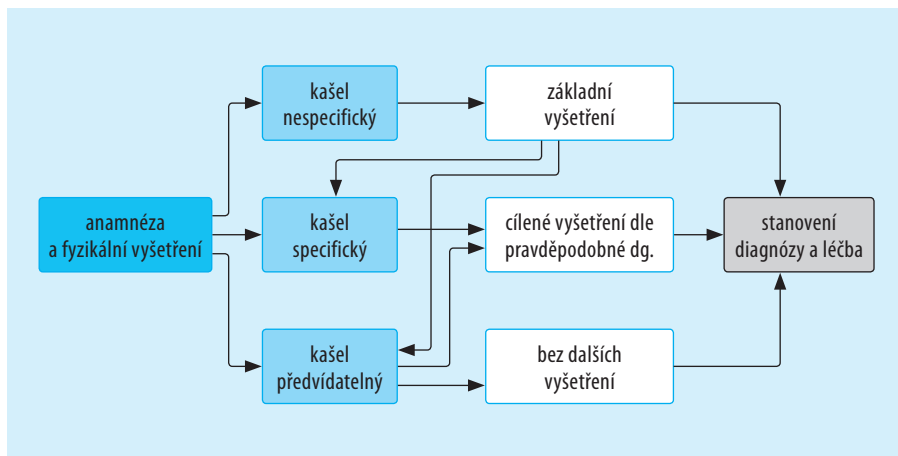 kašel
nespecifický
základní
vyšetření
anamnéza
a fyzikální vyšetření
kašel
specifický
cílené vyšetření dle
pravděpodobné dg.
stanovení
diagnózy a léčba
kašel
předvídatelný
bez dalších
vyšetření